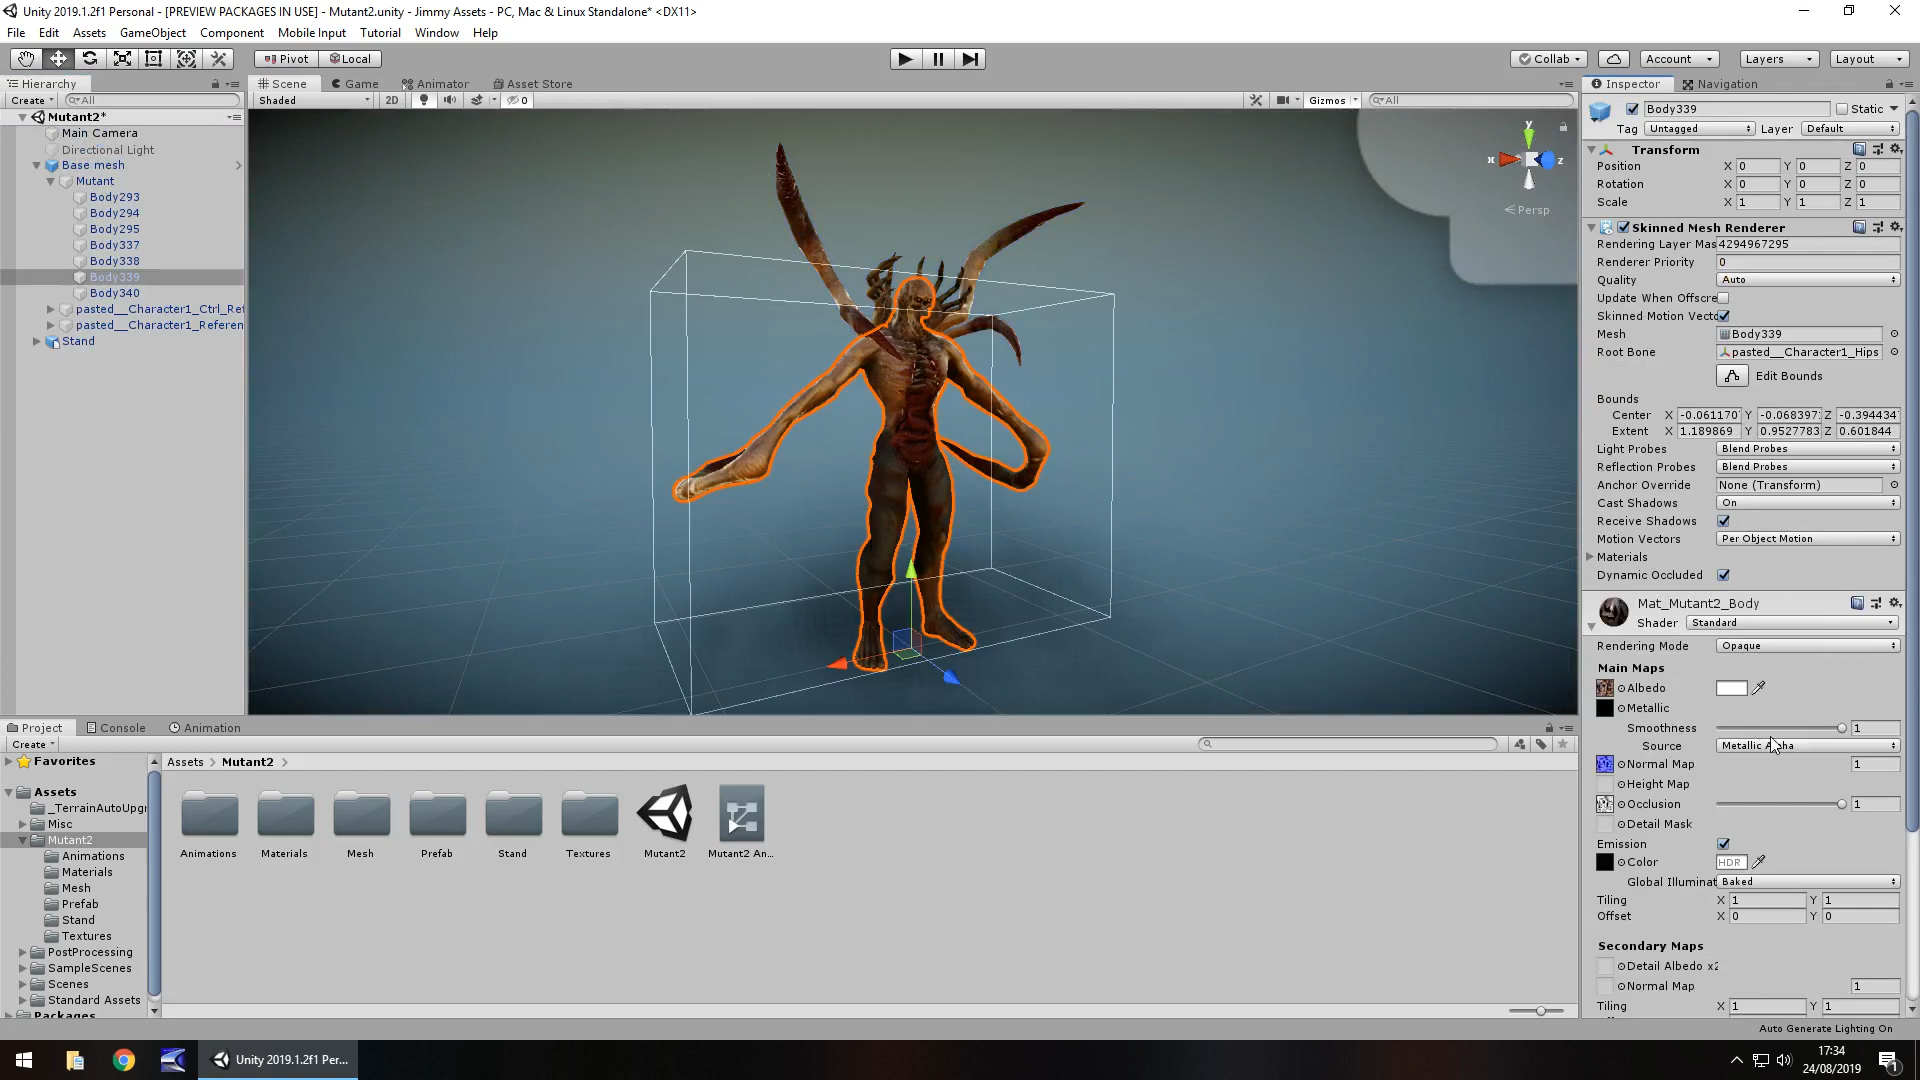 Unity 2019.1.2f1 Personal - [PREVIEW PACKAGES IN USE] - Mutant2.unity - Jimmy Assets - PC, Mac & Linux Standalone* <DX11>
File Edit Assets GameObject Component Mobile Input Tutorial Window Help
Pivot Local Collab Account Layers Layout
Hierarchy Scene Game Animator Asset Store Inspector Navigation
Create All Shaded 2D 0 Gizmos All
Mutant2*
Main Camera
Directional Light
Base mesh
Mutant
Body293
Body294
Body295
Body337
Body338
Body339
Body340
pasted__Character1_Ctrl_Ref
pasted__Character1_Referen
Stand
y
x z
Persp
Body339 Static
Tag Untagged Layer Default
Transform
Position X 0 Y 0 Z 0
Rotation X 0 Y 0 Z 0
Scale X 1 Y 1 Z 1
Skinned Mesh Renderer
Rendering Layer Mas 4294967295
Renderer Priority 0
Quality Auto
Update When Offscre
Skinned Motion Vecto
Mesh Body339
Root Bone pasted__Character1_Hips
Edit Bounds
Bounds
Center X -0.061170 Y -0.068397 Z -0.394434
Extent X 1.189869 Y 0.9527783 Z 0.601844
Light Probes Blend Probes
Reflection Probes Blend Probes
Anchor Override None (Transform)
Cast Shadows On
Receive Shadows
Motion Vectors Per Object Motion
Materials
Dynamic Occluded
Mat_Mutant2_Body
Shader Standard
Rendering Mode Opaque
Main Maps
Albedo
Metallic
Smoothness 1
Source Metallic Alpha
Normal Map 1
Height Map
Occlusion 1
Detail Mask
Emission
Color HDR
Global Illuminat Baked
Tiling X 1 Y 1
Offset X 0 Y 0
Secondary Maps
Detail Albedo x2
Normal Map 1
Tiling X 1 Y 1
Project Console Animation
Create
Favorites
Assets
_TerrainAutoUpgr
Misc
Mutant2
Animations
Materials
Mesh
Prefab
Stand
Textures
PostProcessing
SampleScenes
Scenes
Standard Assets
Packages
Assets Mutant2
Animations Materials Mesh Prefab Stand Textures Mutant2 Mutant2 An...
Auto Generate Lighting On
Unity 2019.1.2f1 Per...
17:34
24/08/2019
1